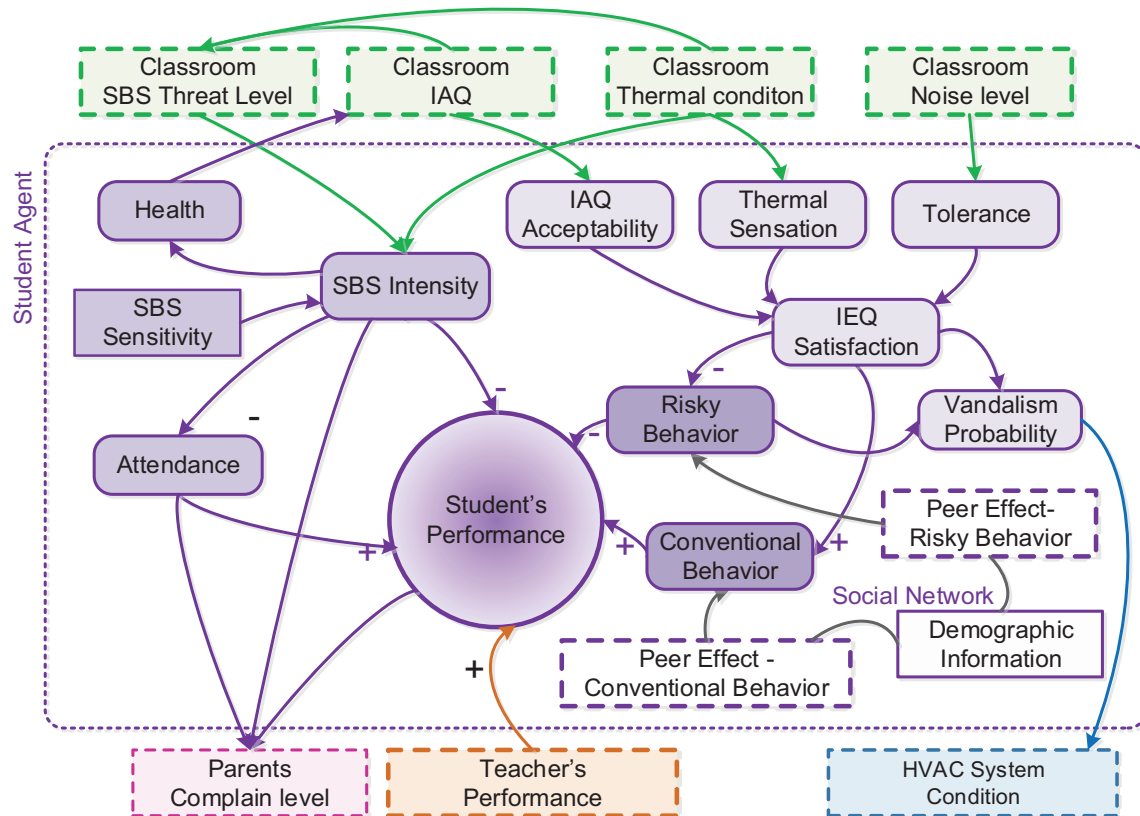 Classroom
SBS Threat Level
Classroom
IAQ
Classroom
Thermal conditon
Classroom
Noise level
Student Agent
Health
IAQ
Acceptability
Thermal
Sensation
Tolerance
SBS Intensity
SBS
Sensitivity
IEQ
Satisfaction
-
-
Risky
Behavior
Vandalism
Probability
-
-
Attendance
Student's
Performance
Peer Effect-
Risky Behavior
+
+
+
Conventional
Behavior
Social Network
Demographic
Information
Peer Effect -
Conventional Behavior
+
Parents
Complain level
Teacher's
Performance
HVAC System
Condition